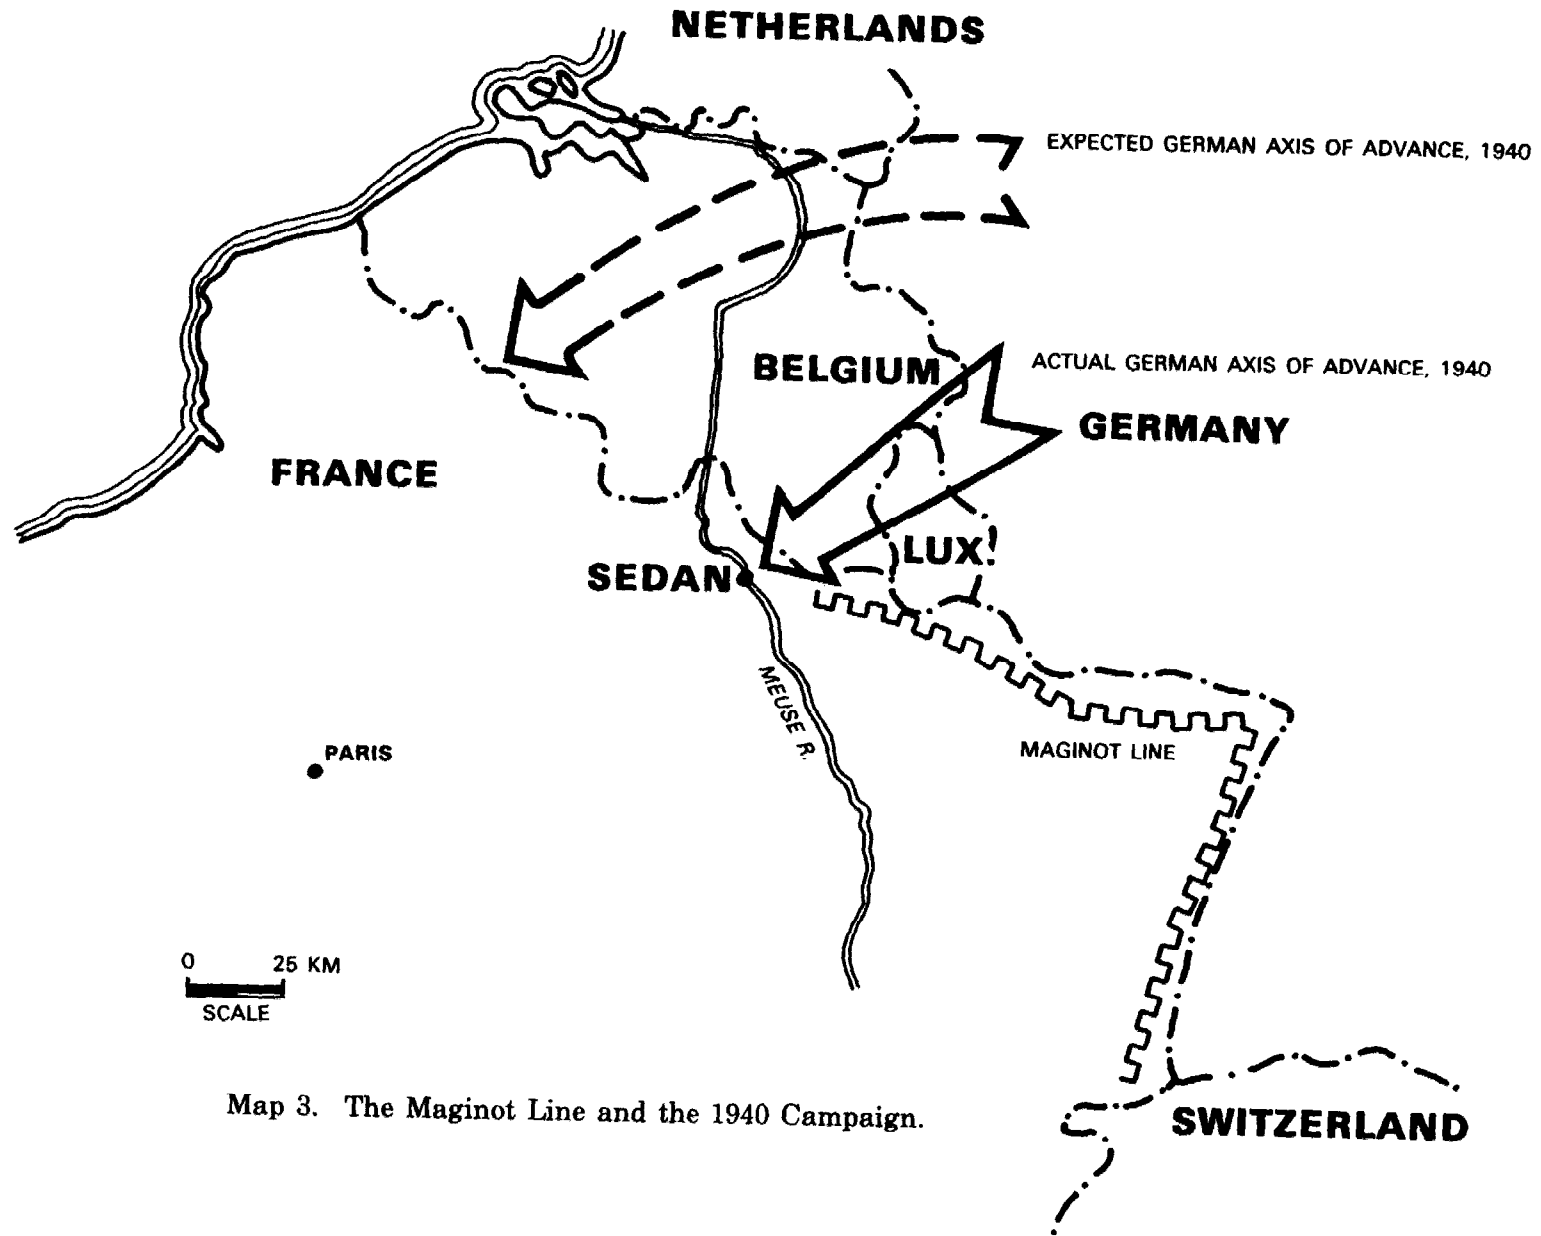 NETHERLANDS
EXPECTED GERMAN AXIS OF ADVANCE, 1940
BELGIUM
ACTUAL GERMAN AXIS OF ADVANCE, 1940
GERMANY
FRANCE
LUX.
SEDAN
MEUSE R.
MAGINOT LINE
PARIS
0 25 KM
SCALE
Map 3. The Maginot Line and the 1940 Campaign.
SWITZERLAND